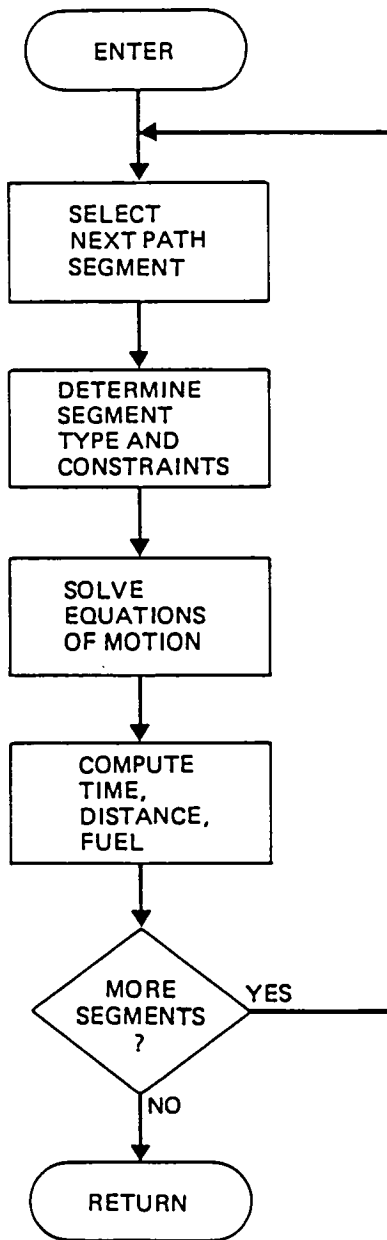 ENTER
SELECT
NEXT PATH
SEGMENT
DETERMINE
SEGMENT
TYPE AND
CONSTRAINTS
SOLVE
EQUATIONS
OF MOTION
COMPUTE
TIME,
DISTANCE,
FUEL
MORE
SEGMENTS
?
YES
NO
RETURN